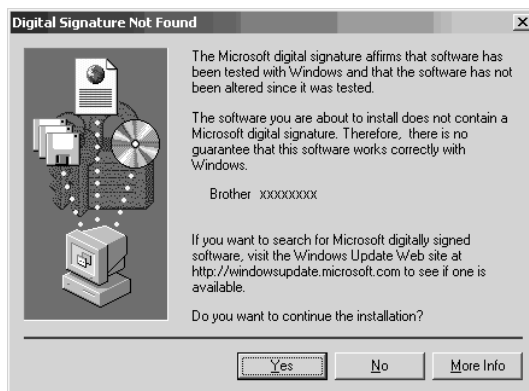 Digital Signature Not Found
The Microsoft digital signature affirms that software has
been tested with Windows and that the software has not
been altered since it was tested.
The software you are about to install does not contain a
Microsoft digital signature. Therefore, there is no
guarantee that this software works correctly with
Windows.
Brother xxxxxxxx
If you want to search for Microsoft digitally signed
software, visit the Windows Update Web site at
http://windowsupdate.microsoft.com to see if one is
available.
Do you want to continue the installation?
Yes No More Info